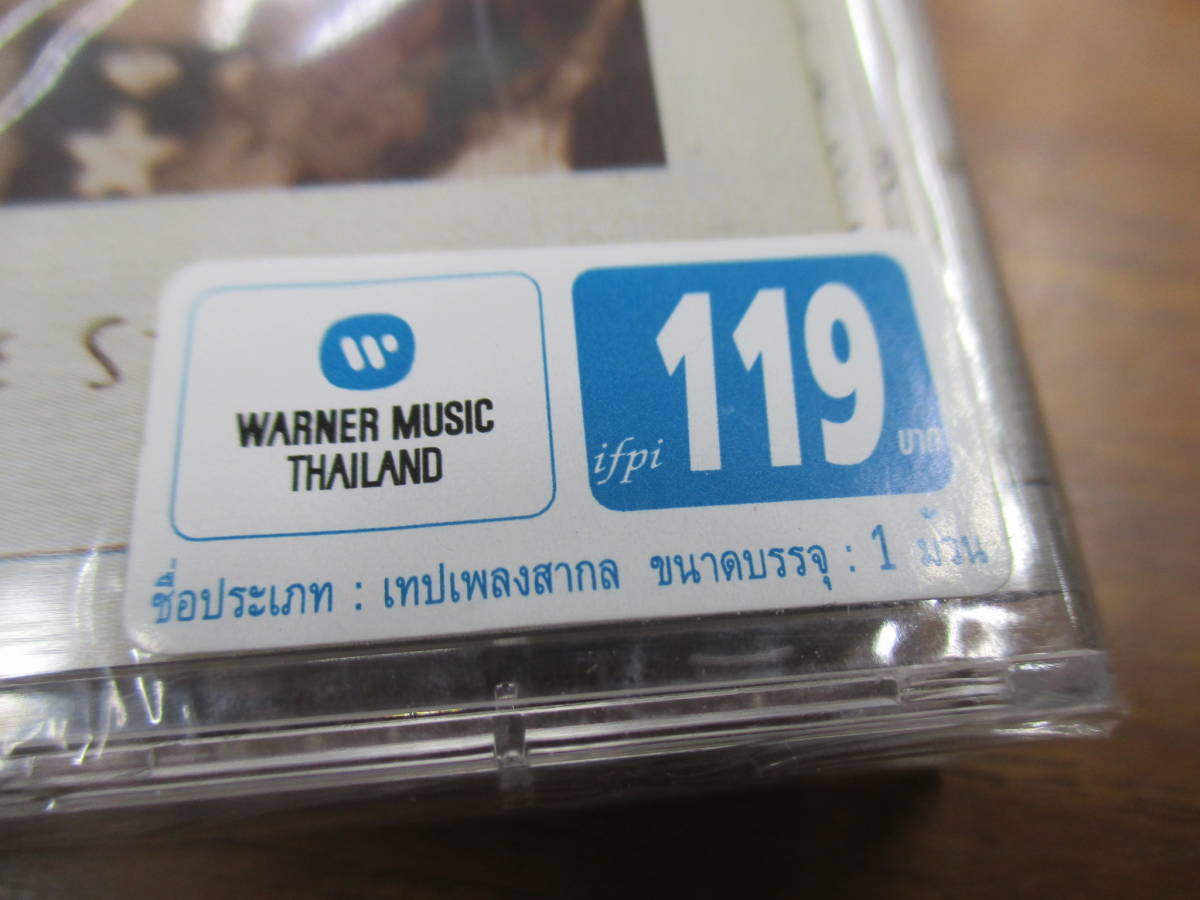 WARNER MUSIC
THAILAND
119
ifpi
บาท
ชื่อประเภท : เทปเพลงสากล ขนาดบรรจุ : 1 ม้วน